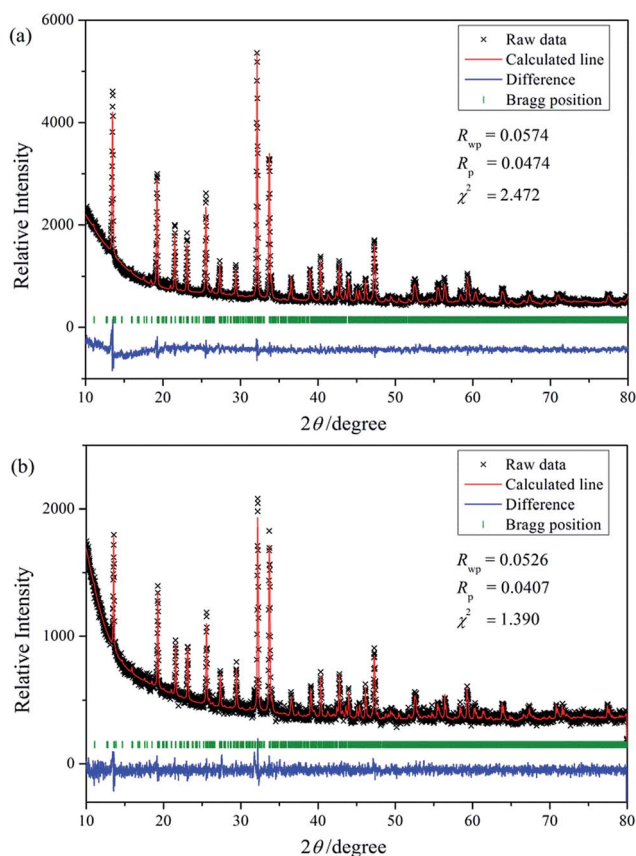 (a)
6000
4000
2000
0
Relative Intensity
× Raw data
Calculated line
Difference
Bragg position
R_wp = 0.0574
R_p = 0.0474
χ² = 2.472
10 20 30 40 50 60 70 80
2θ/degree
(b)
2000
1000
0
Relative Intensity
× Raw data
Calculated line
Difference
Bragg position
R_wp = 0.0526
R_p = 0.0407
χ² = 1.390
10 20 30 40 50 60 70 80
2θ/degree